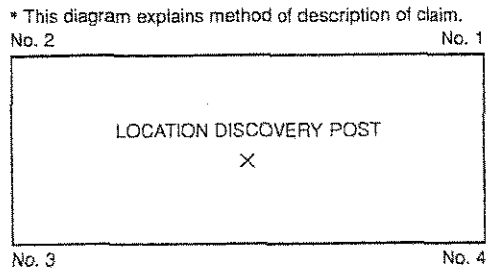 * This diagram explains method of description of claim.
No. 2 No. 1
LOCATION DISCOVERY POST
X
No. 3 No. 4